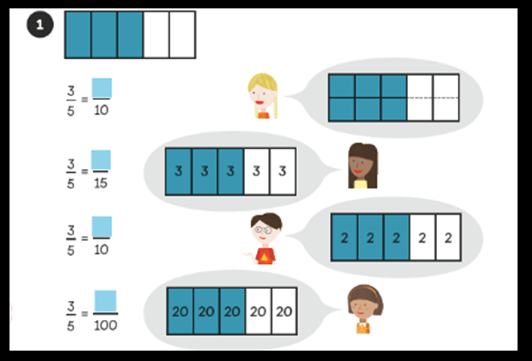 1
3/5 = □/10
3/5 = □/15
3 3 3 3 3
3/5 = □/10
2 2 2 2 2
3/5 = □/100
20 20 20 20 20